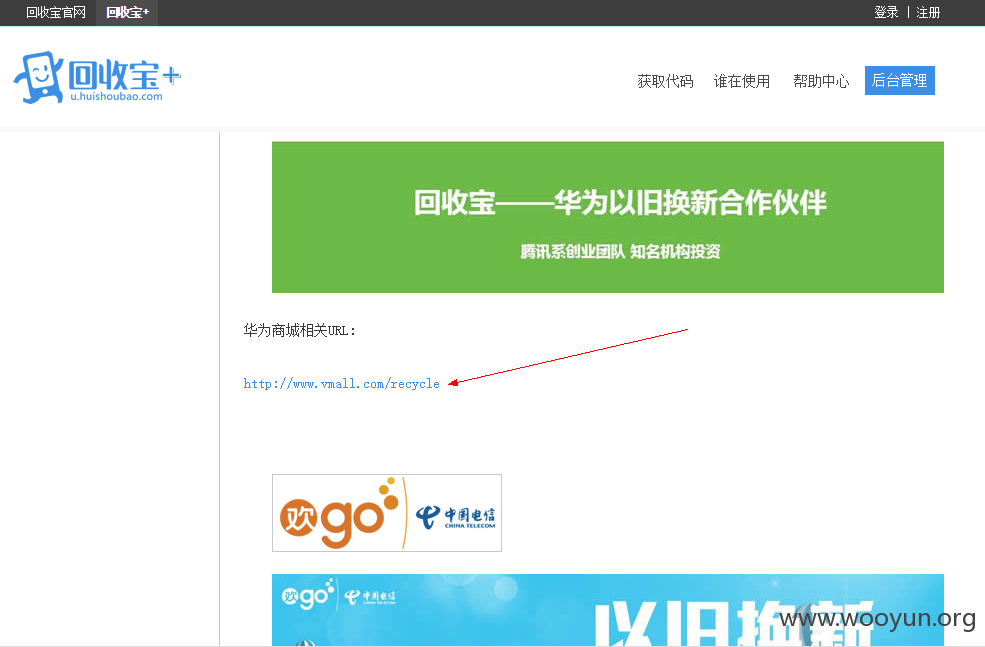 回收宝官网 回收宝+ 登录 | 注册
回收宝+
u.huishoubao.com
获取代码 谁在使用 帮助中心 后台管理
回收宝——华为以旧换新合作伙伴
腾讯系创业团队 知名机构投资
华为商城相关URL:
http://www.vmall.com/recycle
欢go 中国电信
CHINA TELECOM
欢go 中国电信
以旧换新
www.wooyun.org